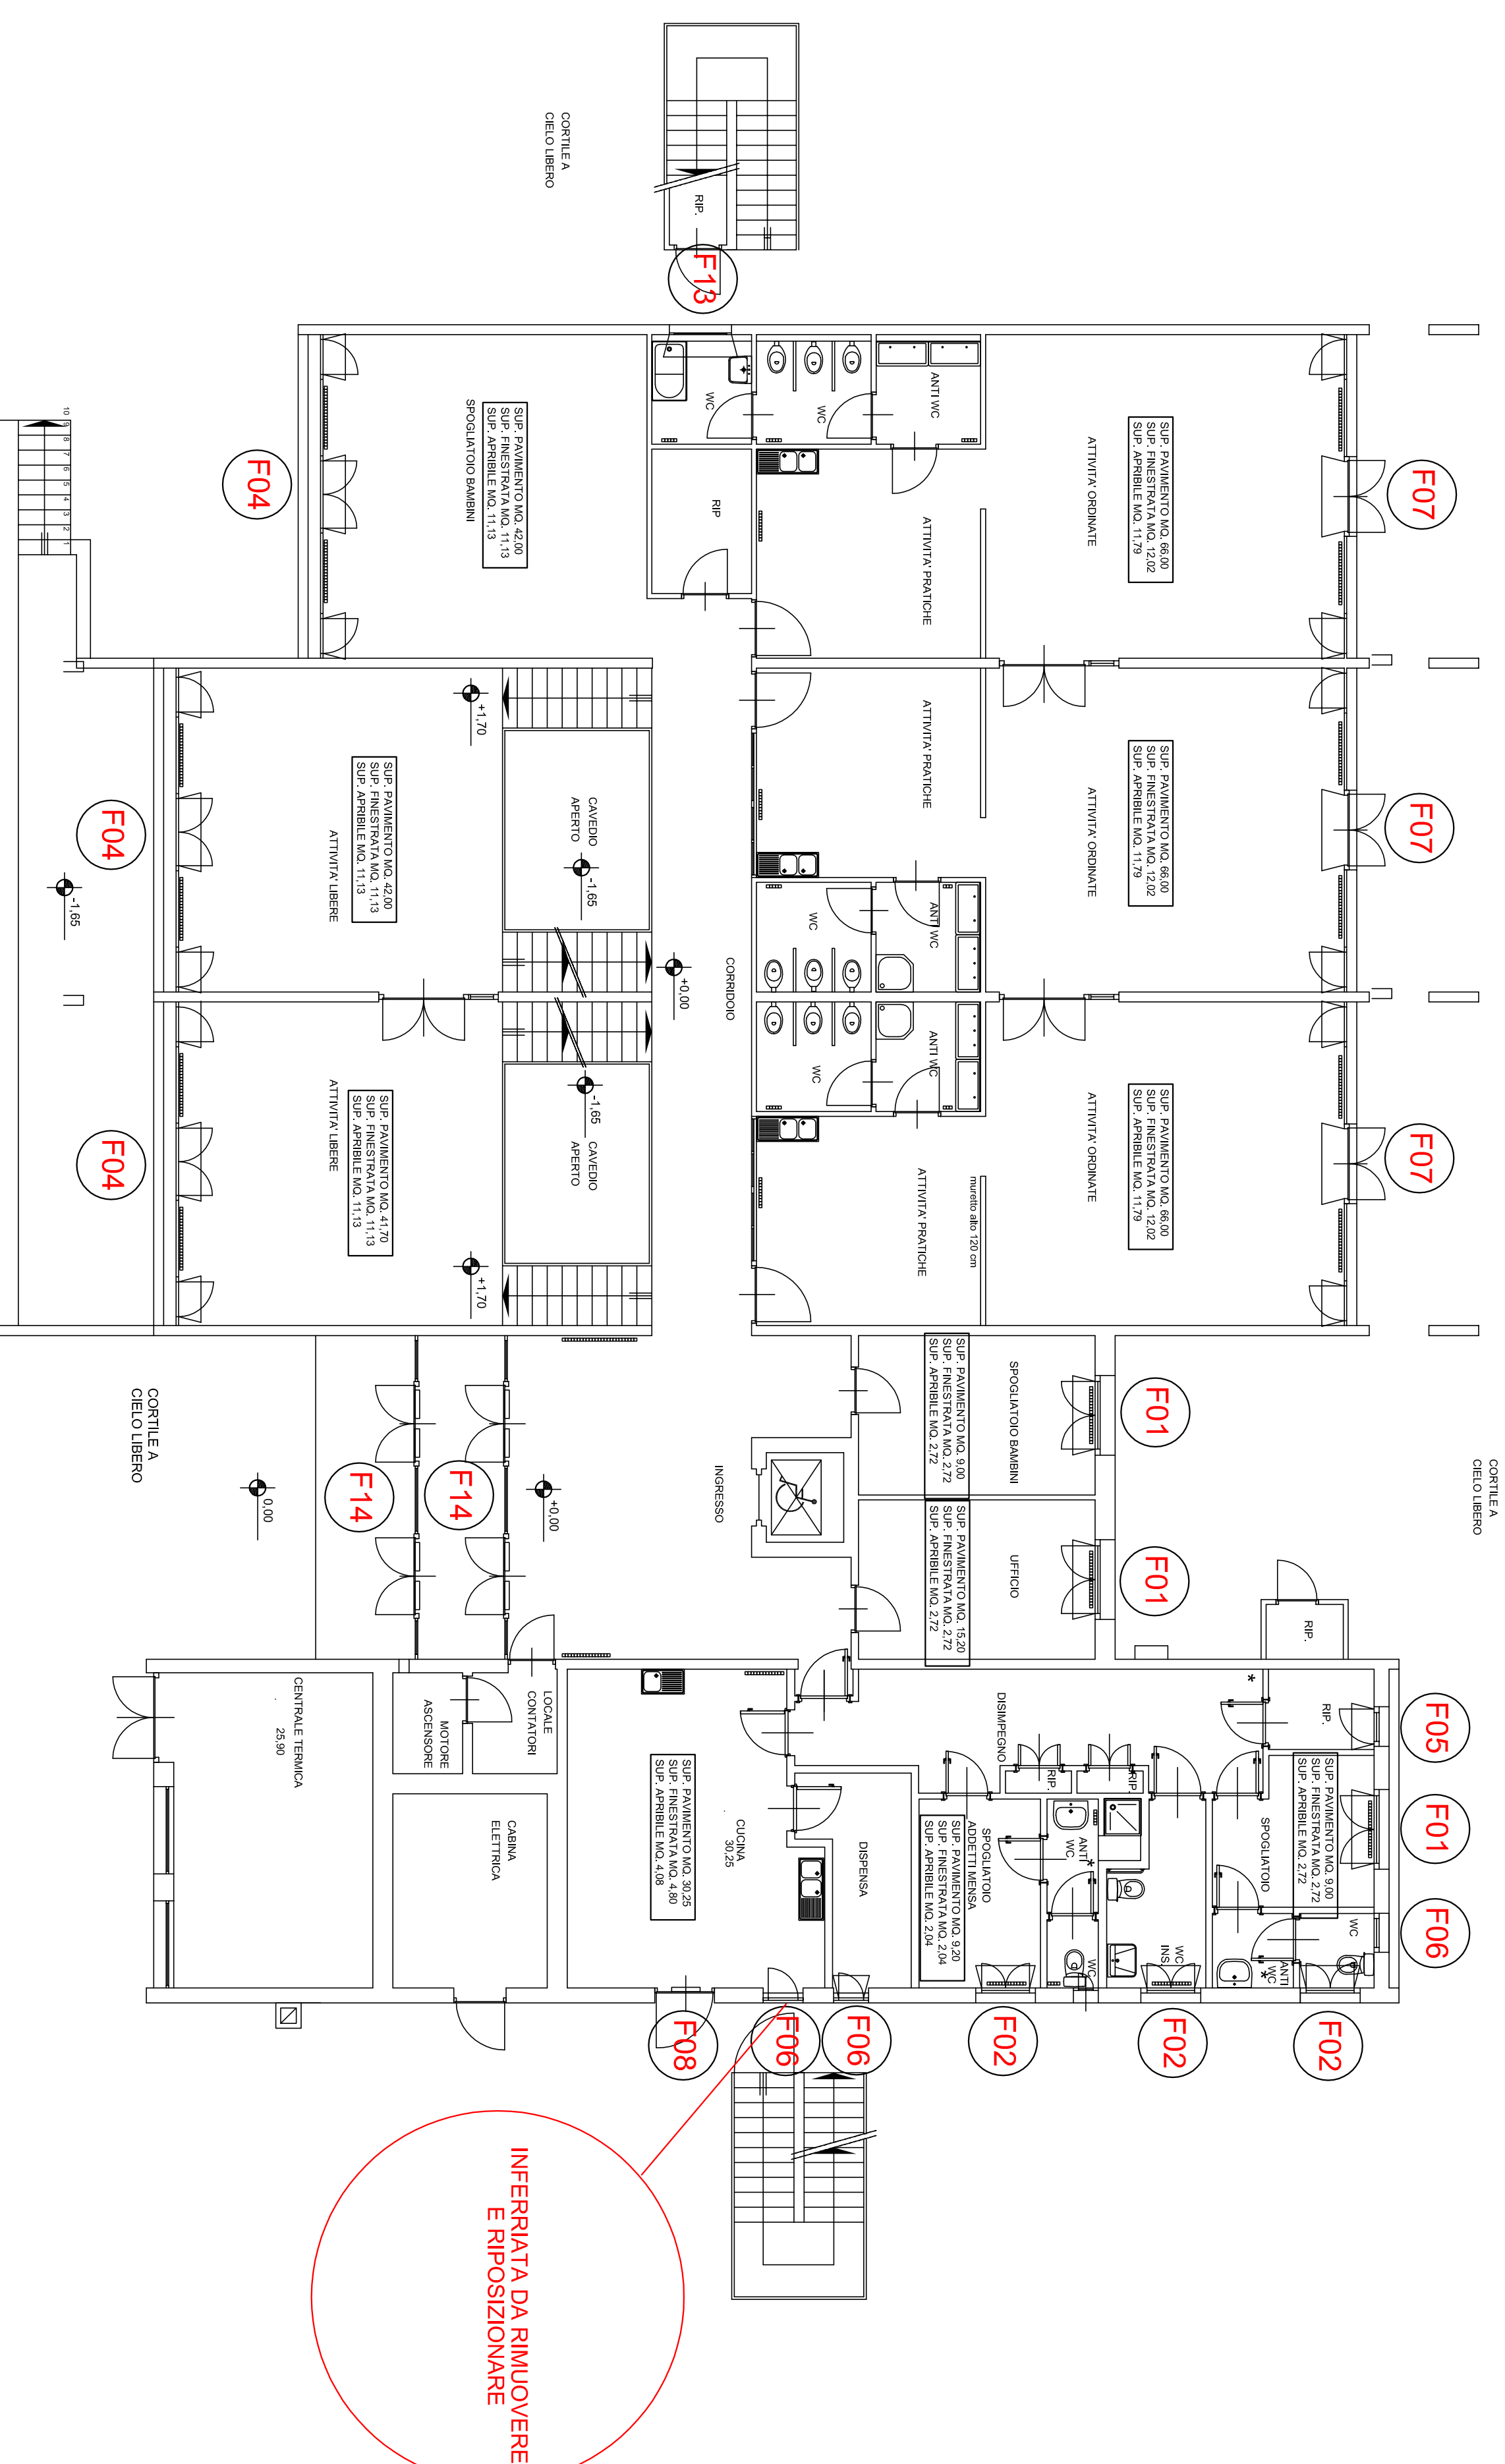 CORTILE A
CIELO LIBERO
RIP.
F13
F07
F07
F07
SUP. PAVIMENTO MQ. 66,00
SUP. FINESTRATA MQ. 12,02
SUP. APRIBILE MQ. 11,79
ATTIVITA' ORDINATE
SUP. PAVIMENTO MQ. 66,00
SUP. FINESTRATA MQ. 12,02
SUP. APRIBILE MQ. 11,79
ATTIVITA' ORDINATE
SUP. PAVIMENTO MQ. 66,00
SUP. FINESTRATA MQ. 12,02
SUP. APRIBILE MQ. 11,79
ATTIVITA' ORDINATE
ANTI WC
WC
WC
RIP
ATTIVITA' PRATICHE
ATTIVITA' PRATICHE
ANTI WC
WC
ANTI WC
WC
muretto alto 120 cm
ATTIVITA' PRATICHE
SUP. PAVIMENTO MQ. 42,00
SUP. FINESTRATA MQ. 11,13
SUP. APRIBILE MQ. 11,13
SPOGLIATOIO BAMBINI
F04
CORRIDOIO
+0,00
CAVEDIO
APERTO
-1,65
-1,65
CAVEDIO
APERTO
+1,70
+1,70
SUP. PAVIMENTO MQ. 42,00
SUP. FINESTRATA MQ. 11,13
SUP. APRIBILE MQ. 11,13
ATTIVITA' LIBERE
SUP. PAVIMENTO MQ. 41,70
SUP. FINESTRATA MQ. 11,13
SUP. APRIBILE MQ. 11,13
ATTIVITA' LIBERE
F04
F04
10 9 8 7 6 5 4 3 2 1
-1,65
CORTILE A
CIELO LIBERO
F01
F01
SPOGLIATOIO BAMBINI
SUP. PAVIMENTO MQ. 9,00
SUP. FINESTRATA MQ. 2,72
SUP. APRIBILE MQ. 2,72
UFFICIO
SUP. PAVIMENTO MQ. 15,20
SUP. FINESTRATA MQ. 2,72
SUP. APRIBILE MQ. 2,72
INGRESSO
+0,00
F14
F14
0,00
CORTILE A
CIELO LIBERO
RIP.
F05
F01
F06
*
RIP.
SUP. PAVIMENTO MQ. 9,00
SUP. FINESTRATA MQ. 2,72
SUP. APRIBILE MQ. 2,72
SPOGLIATOIO
WC
ANTI
WC
*
WC
INS
RIP.
RIP.
DISIMPEGNO
ANTI
WC
*
WC
SPOGLIATOIO
ADDETTI MENSA
SUP. PAVIMENTO MQ. 9,20
SUP. FINESTRATA MQ. 2,04
SUP. APRIBILE MQ. 2,04
DISPENSA
CUCINA
30,25
SUP. PAVIMENTO MQ. 30,25
SUP. FINESTRATA MQ. 4,80
SUP. APRIBILE MQ. 4,08
LOCALE
CONTATORI
MOTORE
ASCENSORE
CABINA
ELETTRICA
CENTRALE TERMICA
25,90
F02
F02
F02
F06
F06
F08
INFERRIATA DA RIMUOVERE
E RIPOSIZIONARE